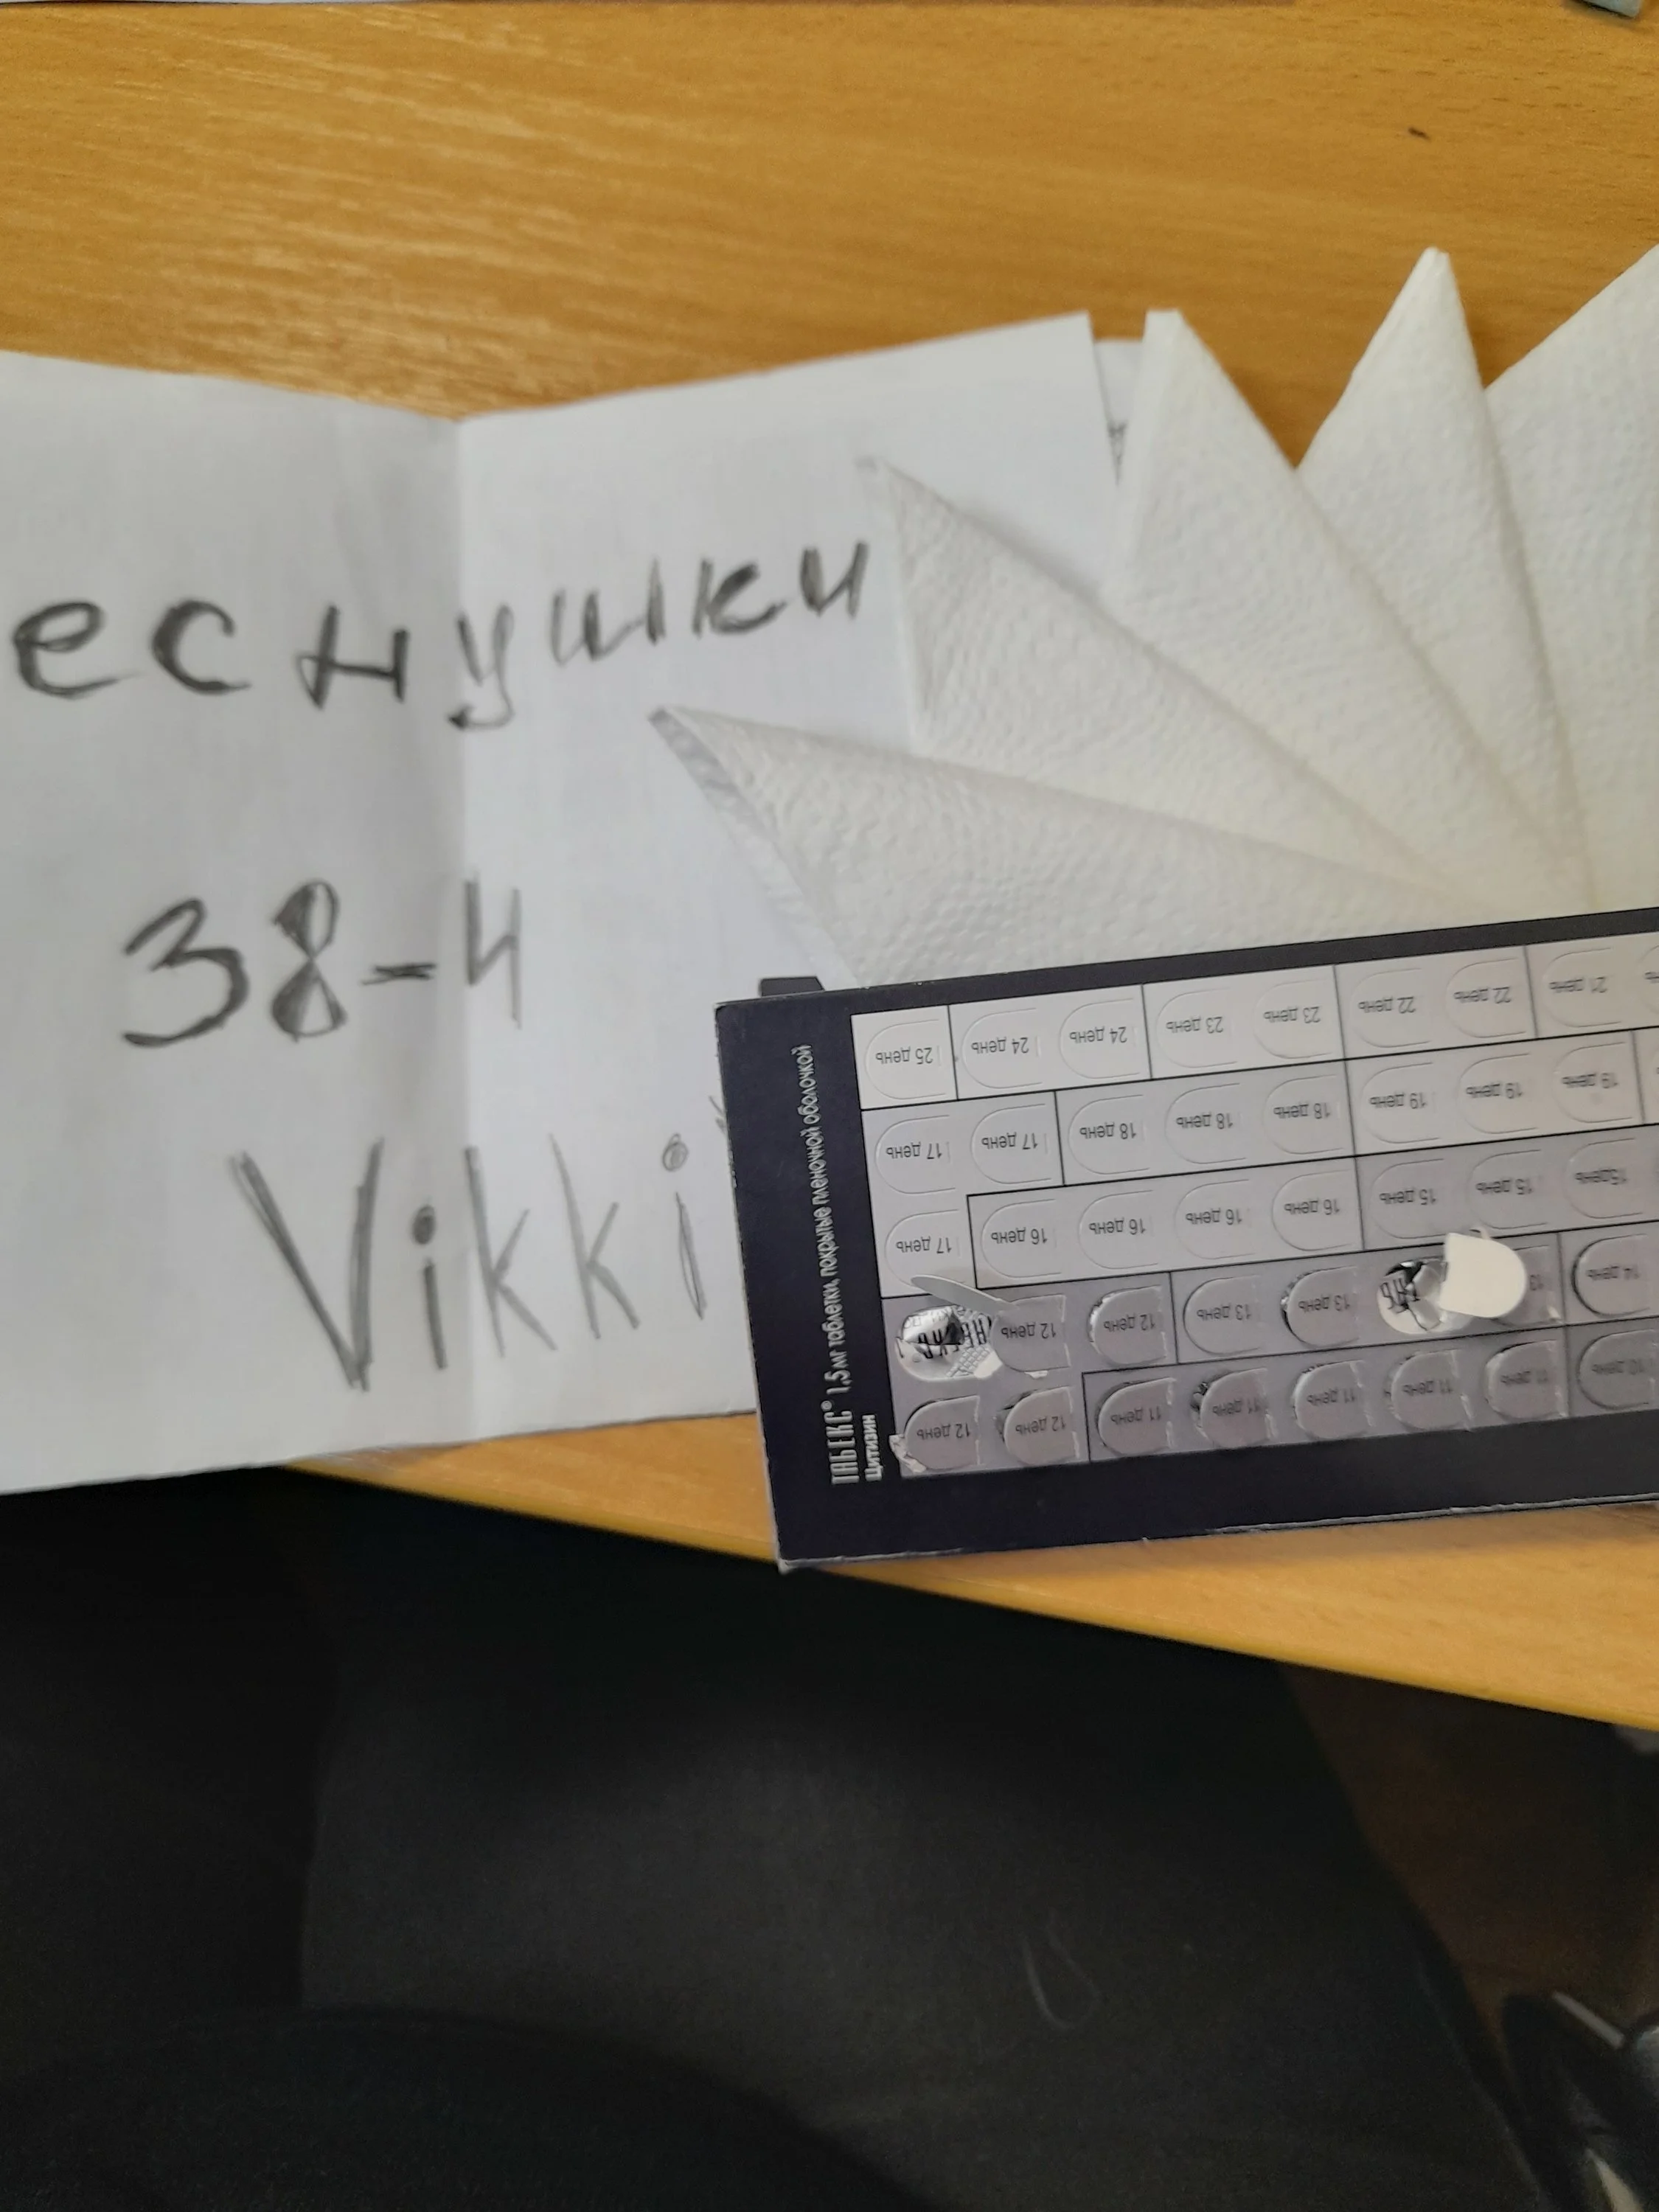 еснушки
38-4
Vikki
ТАБЕКС® 1,5 мг таблетки, покрытые пленочной оболочкой
Цитизин
25 день 24 день 24 день 23 день 23 день 22 день 22 день 21 день
17 день 17 день 18 день 18 день 18 день 19 день 19 день 19 день
17 день 16 день 16 день 16 день 16 день 15 день 15 день 15день
12 день 12 день 13 день 13 день 13 14 день
12 день 12 день 11 день 11 день 11 день 11 день 11 день 10 день